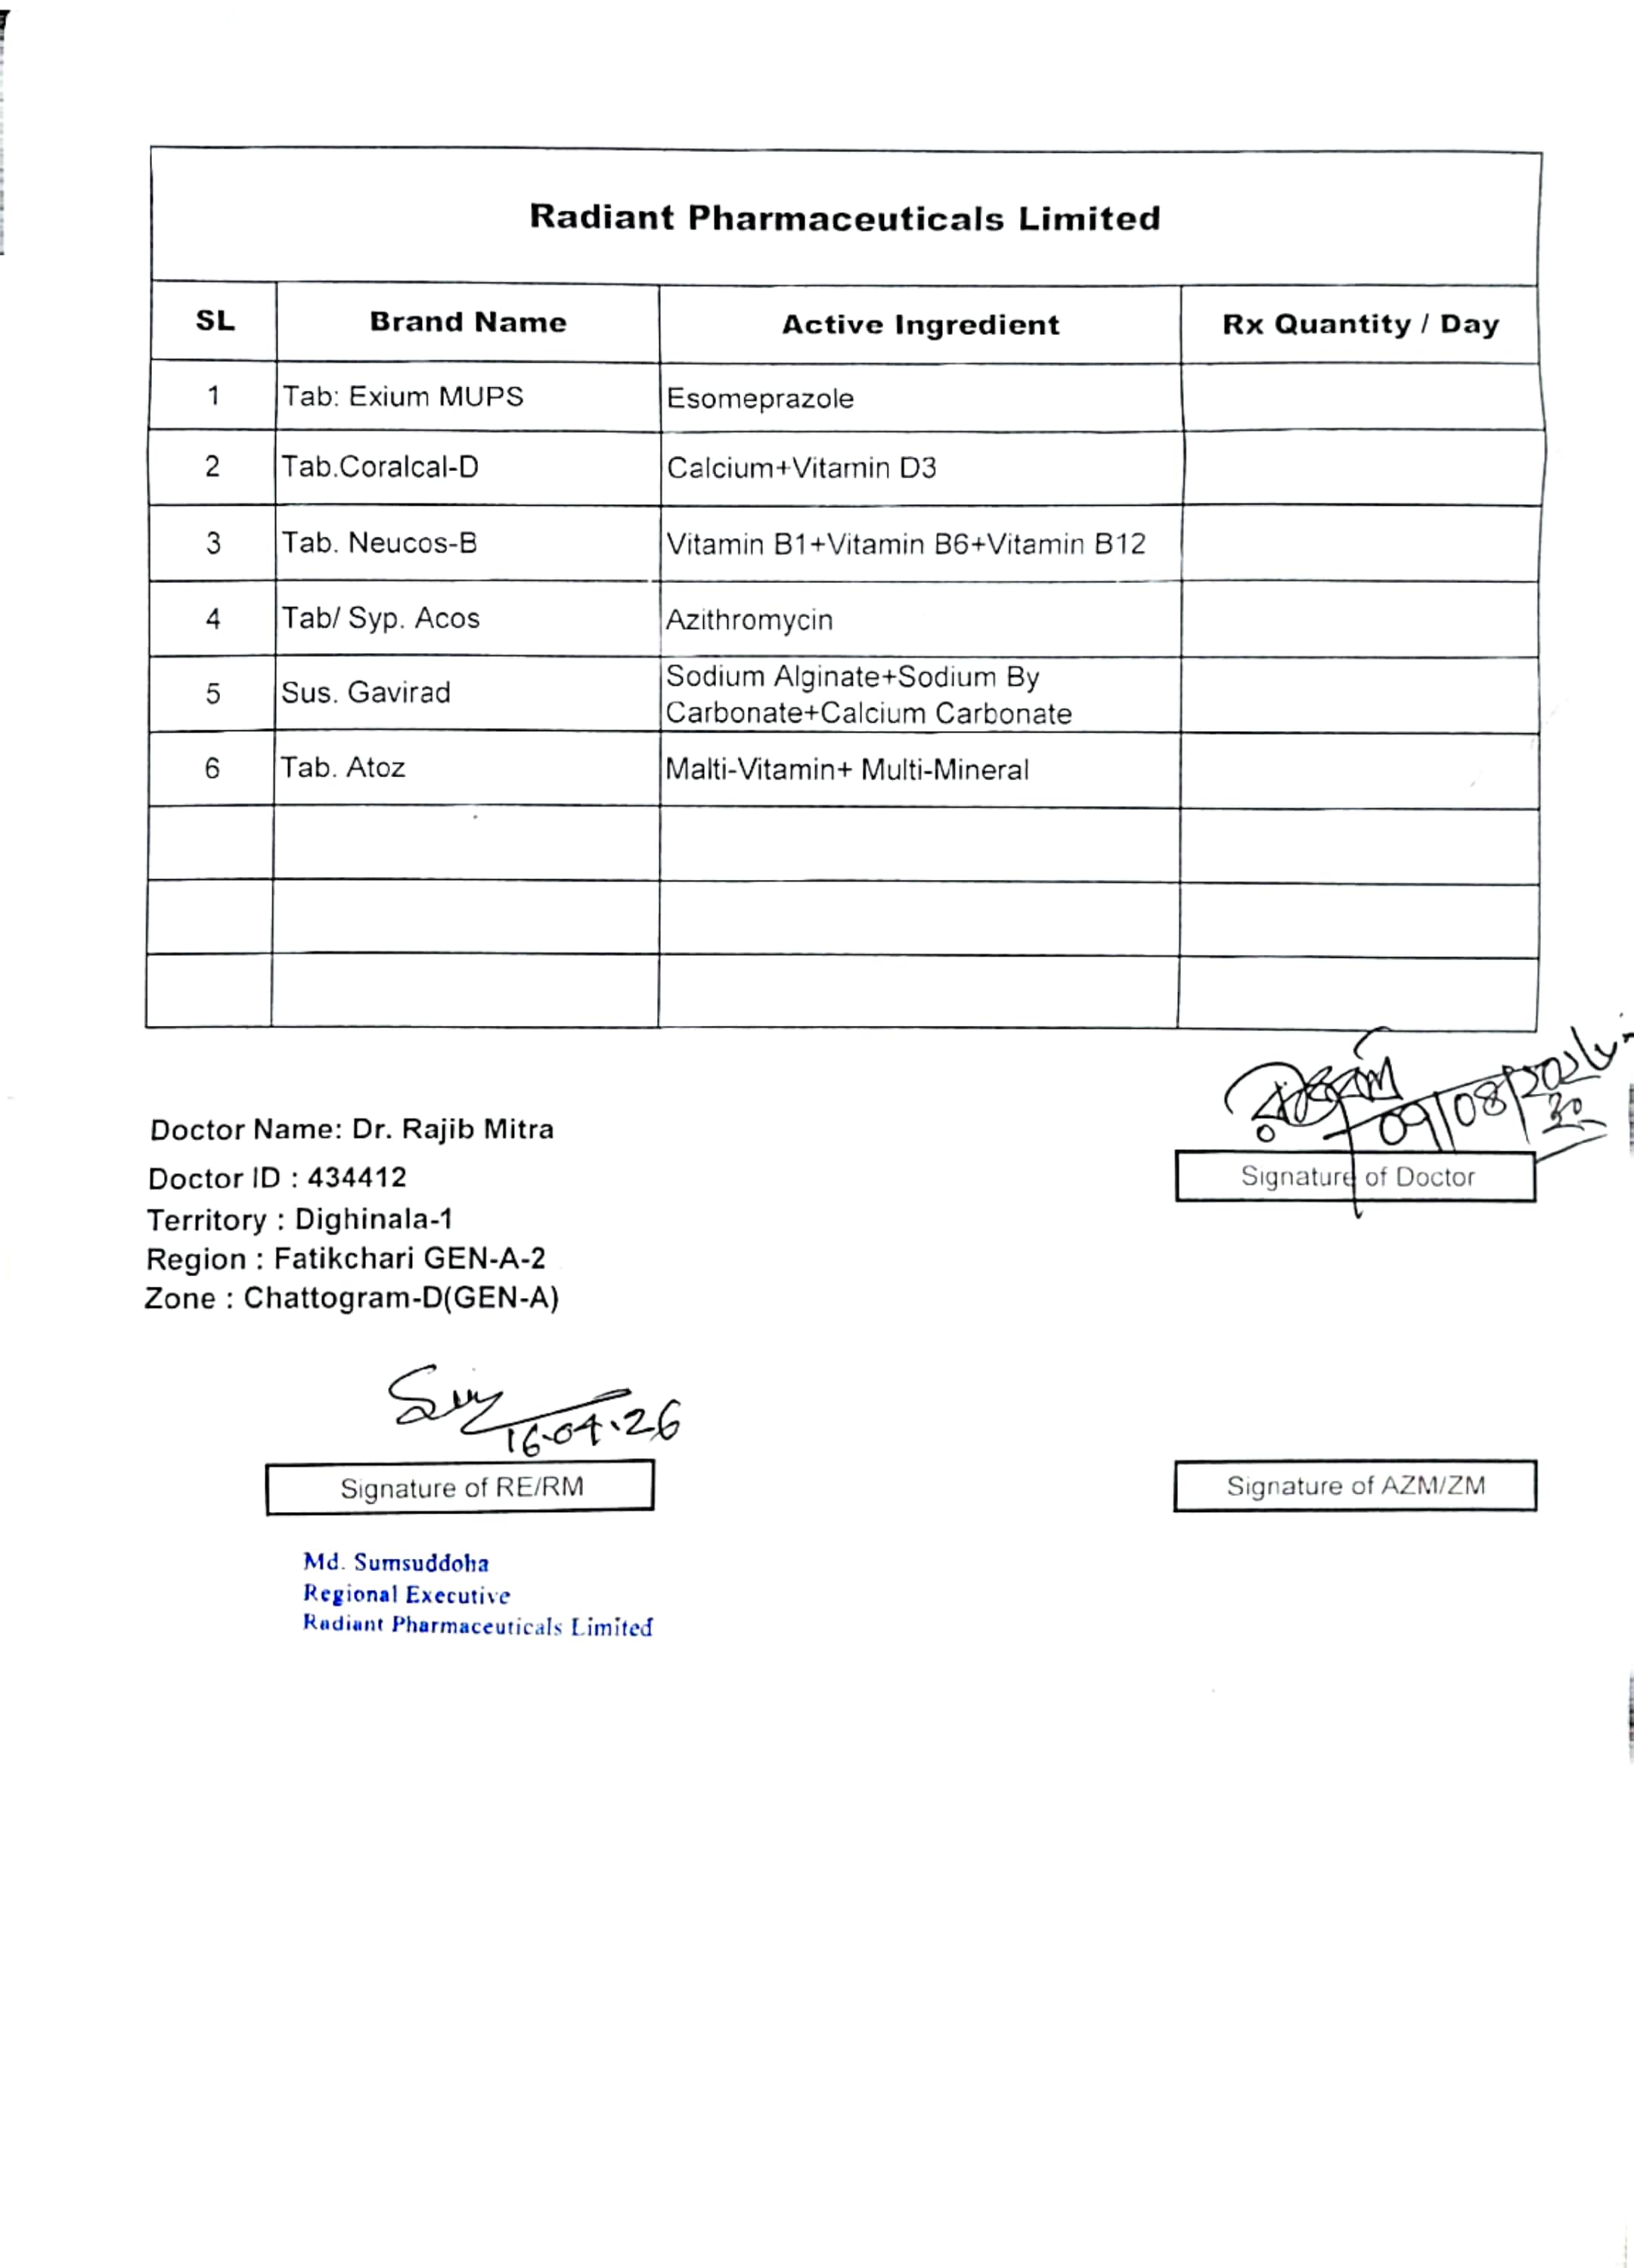 Radiant Pharmaceuticals Limited
SL Brand Name Active Ingredient Rx Quantity / Day
1 Tab: Exium MUPS Esomeprazole
2 Tab.Coralcal-D Calcium+Vitamin D3
3 Tab. Neucos-B Vitamin B1+Vitamin B6+Vitamin B12
4 Tab/ Syp. Acos Azithromycin
5 Sus. Gavirad Sodium Alginate+Sodium By
Carbonate+Calcium Carbonate
6 Tab. Atoz Malti-Vitamin+ Multi-Mineral
09/08/
Doctor Name: Dr. Rajib Mitra
Signature of Doctor
Doctor ID : 434412
Territory : Dighinala-1
Region : Fatikchari GEN-A-2
Zone : Chattogram-D(GEN-A)
16.04.26
Signature of RE/RM
Signature of AZM/ZM
Md. Sumsuddoha
Regional Executive
Radiant Pharmaceuticals Limited